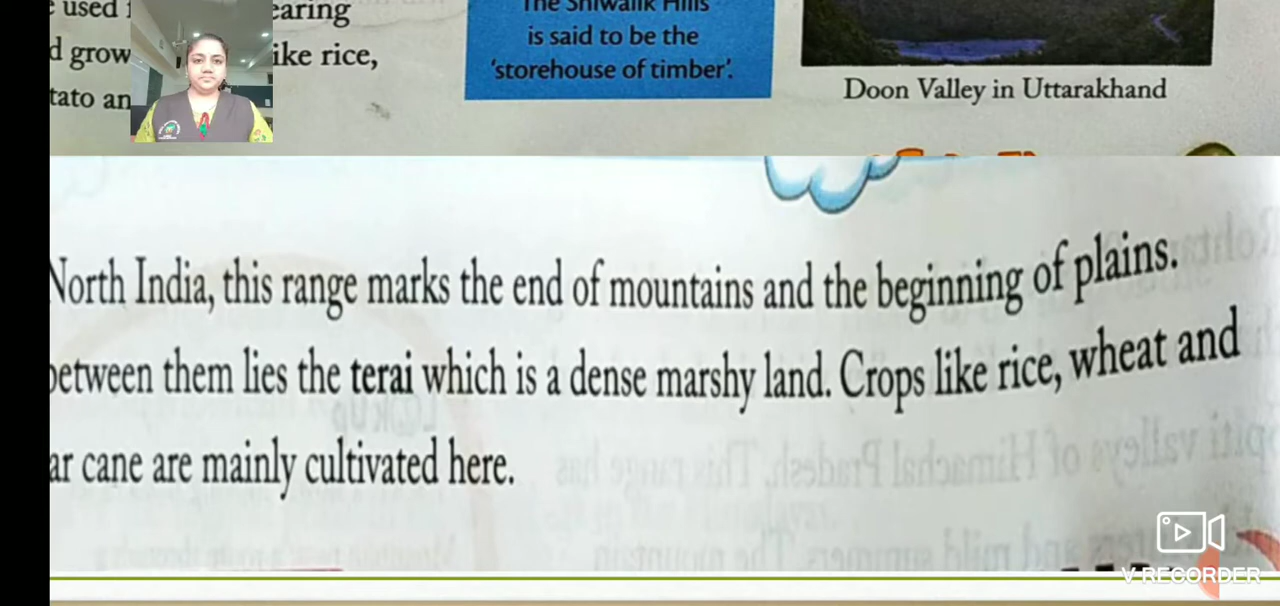 used
earing
d grow
ike rice,
tato an
The Shiwalik Hills
is said to be the
'storehouse of timber'.
Doon Valley in Uttarakhand
North India, this range marks the end of mountains and the beginning of plains.
between them lies the terai which is a dense marshy land. Crops like rice, wheat and
ar cane are mainly cultivated here.
V RECORDER